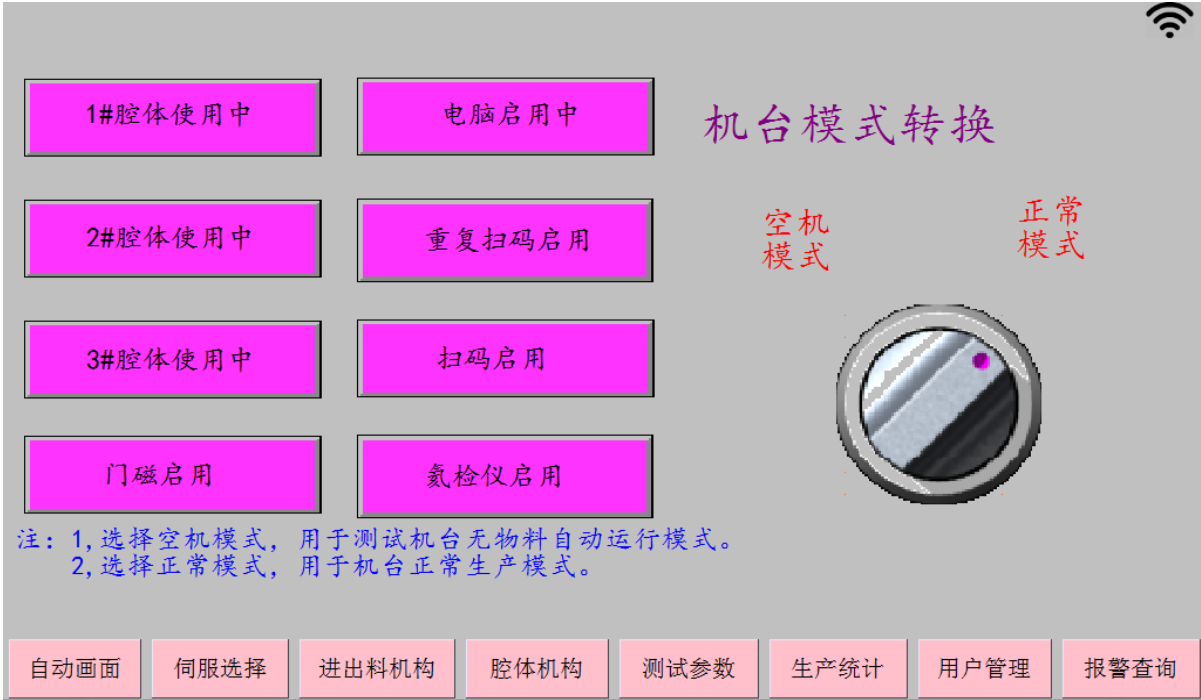 1#腔体使用中
电脑启用中
机台模式转换
2#腔体使用中
重复扫码启用
空机
模式
正常
模式
3#腔体使用中
扫码启用
门磁启用
氦检仪启用
注: 1,选择空机模式, 用于测试机台无物料自动运行模式。
2,选择正常模式, 用于机台正常生产模式。
自动画面
伺服选择
进出料机构
腔体机构
测试参数
生产统计
用户管理
报警查询